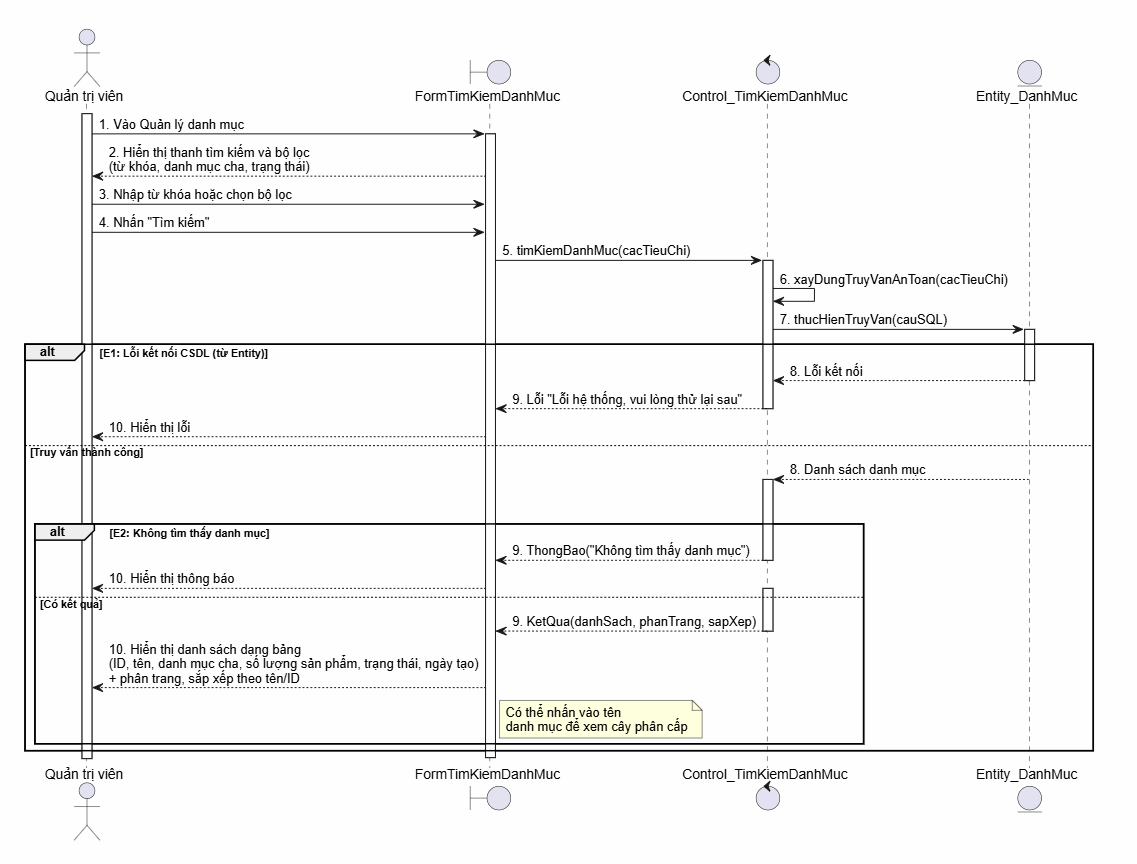 Quản trị viên
FormTimKiemDanhMuc
Control_TimKiemDanhMuc
Entity_DanhMuc
1. Vào Quản lý danh mục
2. Hiển thị thanh tìm kiếm và bộ lọc
(từ khóa, danh mục cha, trạng thái)
3. Nhập từ khóa hoặc chọn bộ lọc
4. Nhấn "Tìm kiếm"
5. timKiemDanhMuc(cacTieuChi)
6. xayDungTruyVanAnToan(cacTieuChi)
7. thucHienTruyVan(cauSQL)
alt
[E1: Lỗi kết nối CSDL (từ Entity)]
8. Lỗi kết nối
9. Lỗi "Lỗi hệ thống, vui lòng thử lại sau"
10. Hiển thị lỗi
[Truy vấn thành công]
8. Danh sách danh mục
alt
[E2: Không tìm thấy danh mục]
9. ThongBao("Không tìm thấy danh mục")
10. Hiển thị thông báo
[Có kết quả]
9. KetQua(danhSach, phanTrang, sapXep)
10. Hiển thị danh sách dạng bảng
(ID, tên, danh mục cha, số lượng sản phẩm, trạng thái, ngày tạo)
+ phân trang, sắp xếp theo tên/ID
Có thể nhấn vào tên
danh mục để xem cây phân cấp
Quản trị viên
FormTimKiemDanhMuc
Control_TimKiemDanhMuc
Entity_DanhMuc